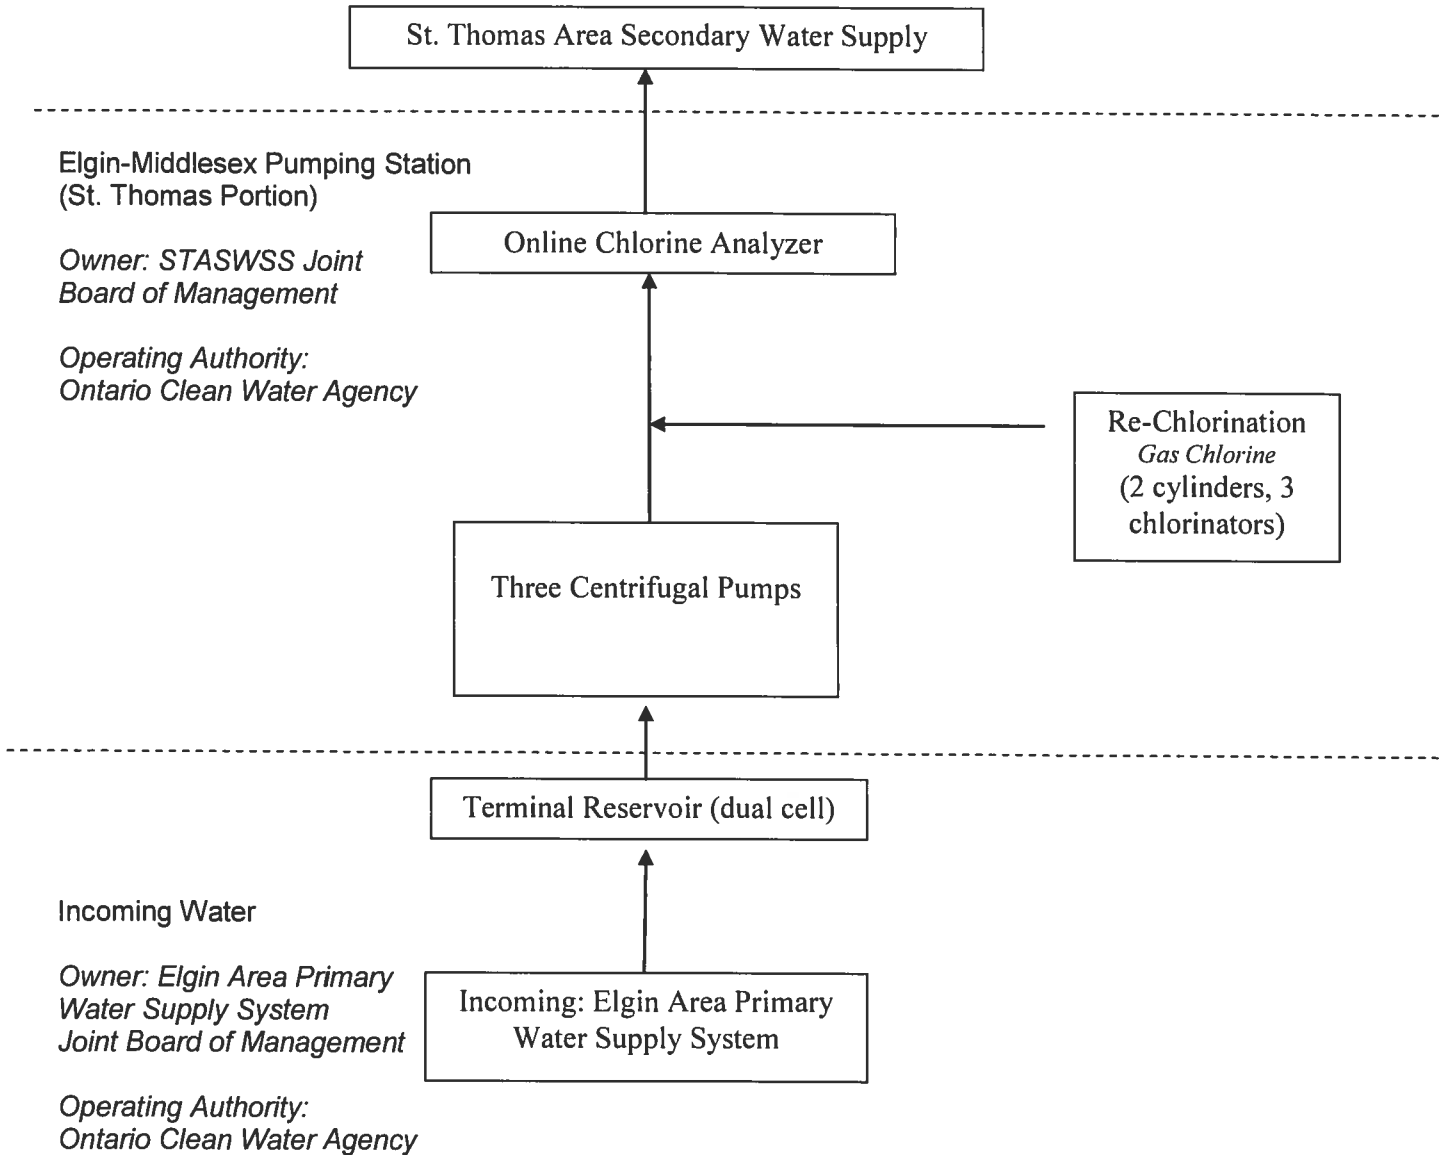 St. Thomas Area Secondary Water Supply
Elgin-Middlesex Pumping Station
(St. Thomas Portion)
Owner: STASWSS Joint
Board of Management
Operating Authority:
Ontario Clean Water Agency
Online Chlorine Analyzer
Re-Chlorination
Gas Chlorine
(2 cylinders, 3
chlorinators)
Three Centrifugal Pumps
Terminal Reservoir (dual cell)
Incoming Water
Owner: Elgin Area Primary
Water Supply System
Joint Board of Management
Operating Authority:
Ontario Clean Water Agency
Incoming: Elgin Area Primary
Water Supply System